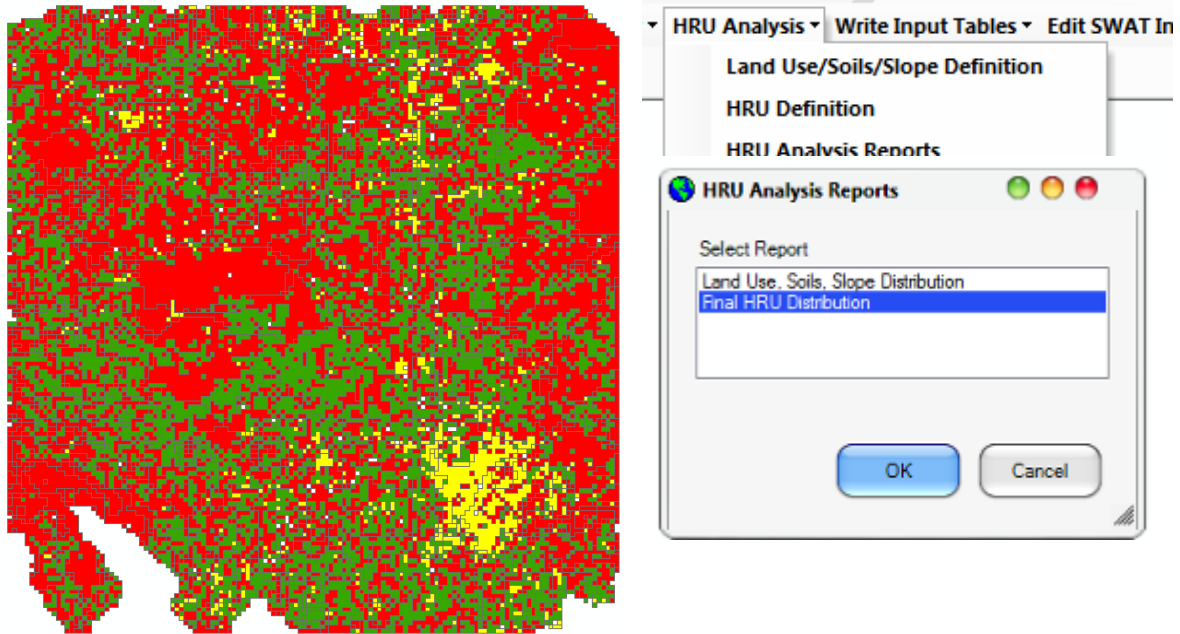 HRU Analysis Write Input Tables Edit SWAT In
Land Use/Soils/Slope Definition
HRU Definition
HRU Analysis Reports
HRU Analysis Reports
Select Report
Land Use, Soils, Slope Distribution
Final HRU Distribution
OK Cancel